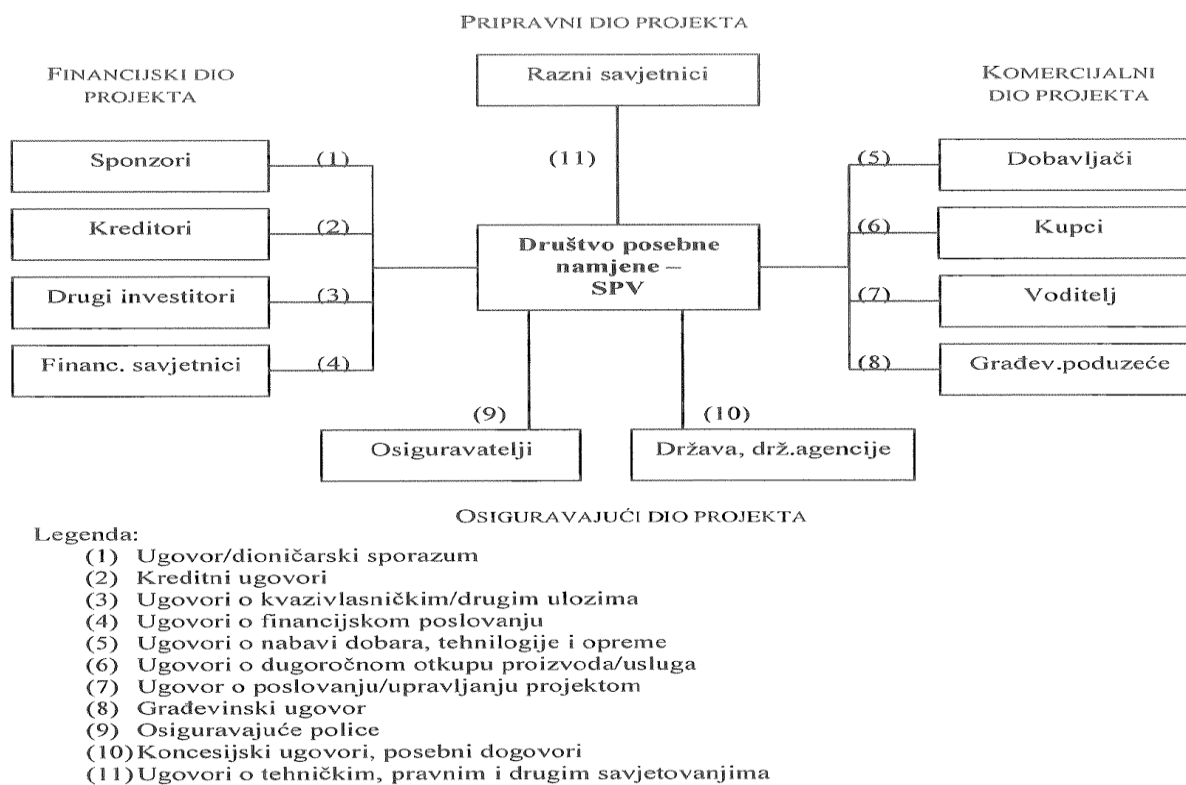 PRIPRAVNI DIO PROJEKTA
FINANCIJSKI DIO
PROJEKTA
Razni savjetnici
KOMERCIJALNI
DIO PROJEKTA
Sponzori
(1)
(11)
(5)
Dobavljači
Kreditori
(2)
Društvo posebne
namjene –
SPV
(6)
Kupci
Drugi investitori
(3)
(7)
Voditelj
Financ. savjetnici
(4)
(8)
Građev.poduzeće
(9)
(10)
Osiguravatelji
Država, drž.agencije
OSIGURAVAJUĆI DIO PROJEKTA
Legenda:
(1) Ugovor/dioničarski sporazum
(2) Kreditni ugovori
(3) Ugovori o kvazivlasničkim/drugim ulozima
(4) Ugovori o financijskom poslovanju
(5) Ugovori o nabavi dobara, tehnilogije i opreme
(6) Ugovori o dugoročnom otkupu proizvoda/usluga
(7) Ugovor o poslovanju/upravljanju projektom
(8) Građevinski ugovor
(9) Osiguravajuće police
(10) Koncesijski ugovori, posebni dogovori
(11) Ugovori o tehničkim, pravnim i drugim savjetovanjima